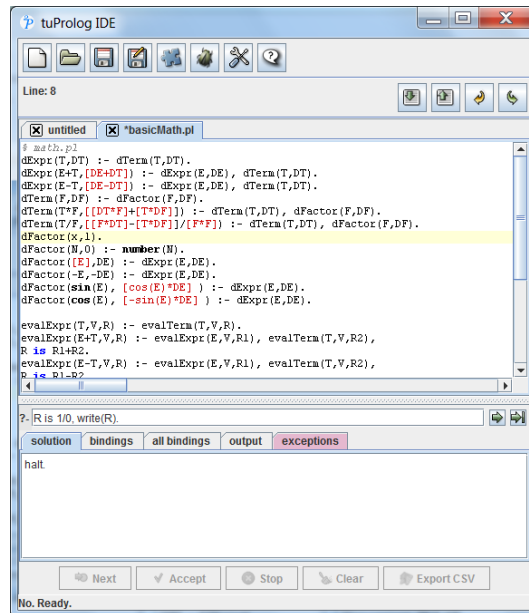 tuProlog IDE
Line: 8
untitled *basicMath.pl
% math.pl
dExpr(T,DT) :- dTerm(T,DT).
dExpr(E+T,[DE+DT]) :- dExpr(E,DE), dTerm(T,DT).
dExpr(E-T,[DE-DT]) :- dExpr(E,DE), dTerm(T,DT).
dTerm(F,DF) :- dFactor(F,DF).
dTerm(T*F,[[DT*F]+[T*DF]]) :- dTerm(T,DT), dFactor(F,DF).
dTerm(T/F,[[F*DT]-[T*DF]]/[F*F]) :- dTerm(T,DT), dFactor(F,DF).
dFactor(x,1).
dFactor(N,0) :- number(N).
dFactor([E],DE) :- dExpr(E,DE).
dFactor(-E,-DE) :- dExpr(E,DE).
dFactor(sin(E), [cos(E)*DE] ) :- dExpr(E,DE).
dFactor(cos(E), [-sin(E)*DE] ) :- dExpr(E,DE).
evalExpr(T,V,R) :- evalTerm(T,V,R).
evalExpr(E+T,V,R) :- evalExpr(E,V,R1), evalTerm(T,V,R2),
R is R1+R2.
evalExpr(E-T,V,R) :- evalExpr(E,V,R1), evalTerm(T,V,R2),
R is R1-R2
?- R is 1/0, write(R).
solution bindings all bindings output exceptions
halt.
Next Accept Stop Clear Export CSV
No. Ready.